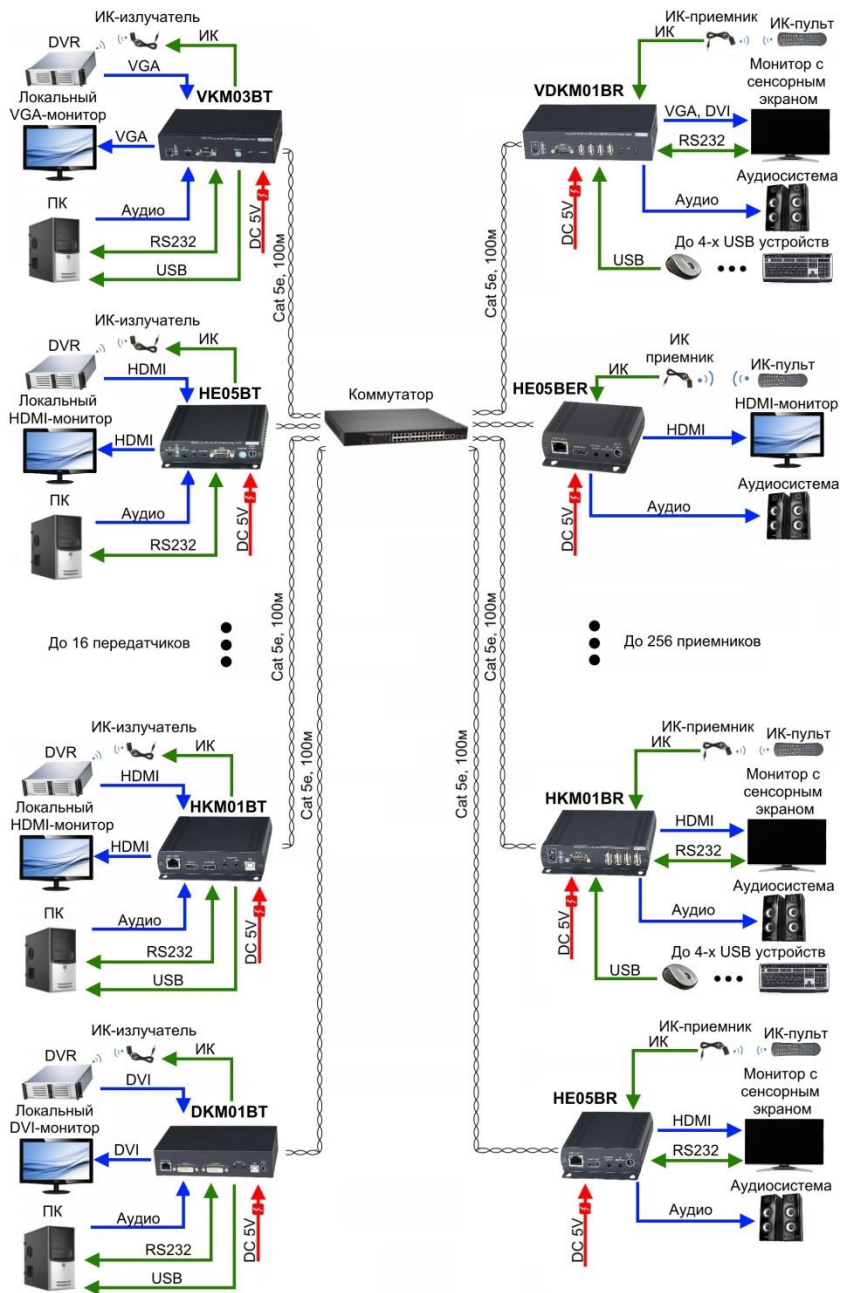 ИК-излучатель
DVR
ИК
VGA
VKM03BT
Локальный
VGA-монитор
VGA
ПК
Аудио
RS232
USB
DC 5V
Cat 5e, 100м
ИК-приемник
ИК-пульт
ИК
Монитор с
сенсорным
экраном
VDKM01BR
VGA, DVI
RS232
Аудиосистема
Аудио
DC 5V
До 4-х USB устройств
USB
Cat 5e, 100м
ИК-излучатель
DVR
ИК
HDMI
HE05BT
Локальный
HDMI-монитор
HDMI
ПК
Аудио
RS232
DC 5V
Коммутатор
ИК
приемник
ИК
ИК-пульт
HE05BER
HDMI-монитор
HDMI
Аудиосистема
Аудио
DC 5V
До 16 передатчиков
Cat 5e, 100м
Cat 5e, 100м
Cat 5e, 100м
Cat 5e, 100м
До 256 приемников
ИК-излучатель
DVR
ИК
HDMI
HKM01BT
Локальный
HDMI-монитор
HDMI
ПК
Аудио
RS232
USB
DC 5V
ИК-приемник
ИК-пульт
ИК
Монитор с
сенсорным
экраном
HKM01BR
HDMI
RS232
Аудиосистема
Аудио
DC 5V
До 4-х USB устройств
USB
ИК-излучатель
DVR
ИК
DVI
DKM01BT
Локальный
DVI-монитор
DVI
ПК
Аудио
RS232
USB
DC 5V
ИК-приемник
ИК-пульт
ИК
Монитор с
сенсорным
экраном
HE05BR
HDMI
RS232
Аудиосистема
Аудио
DC 5V